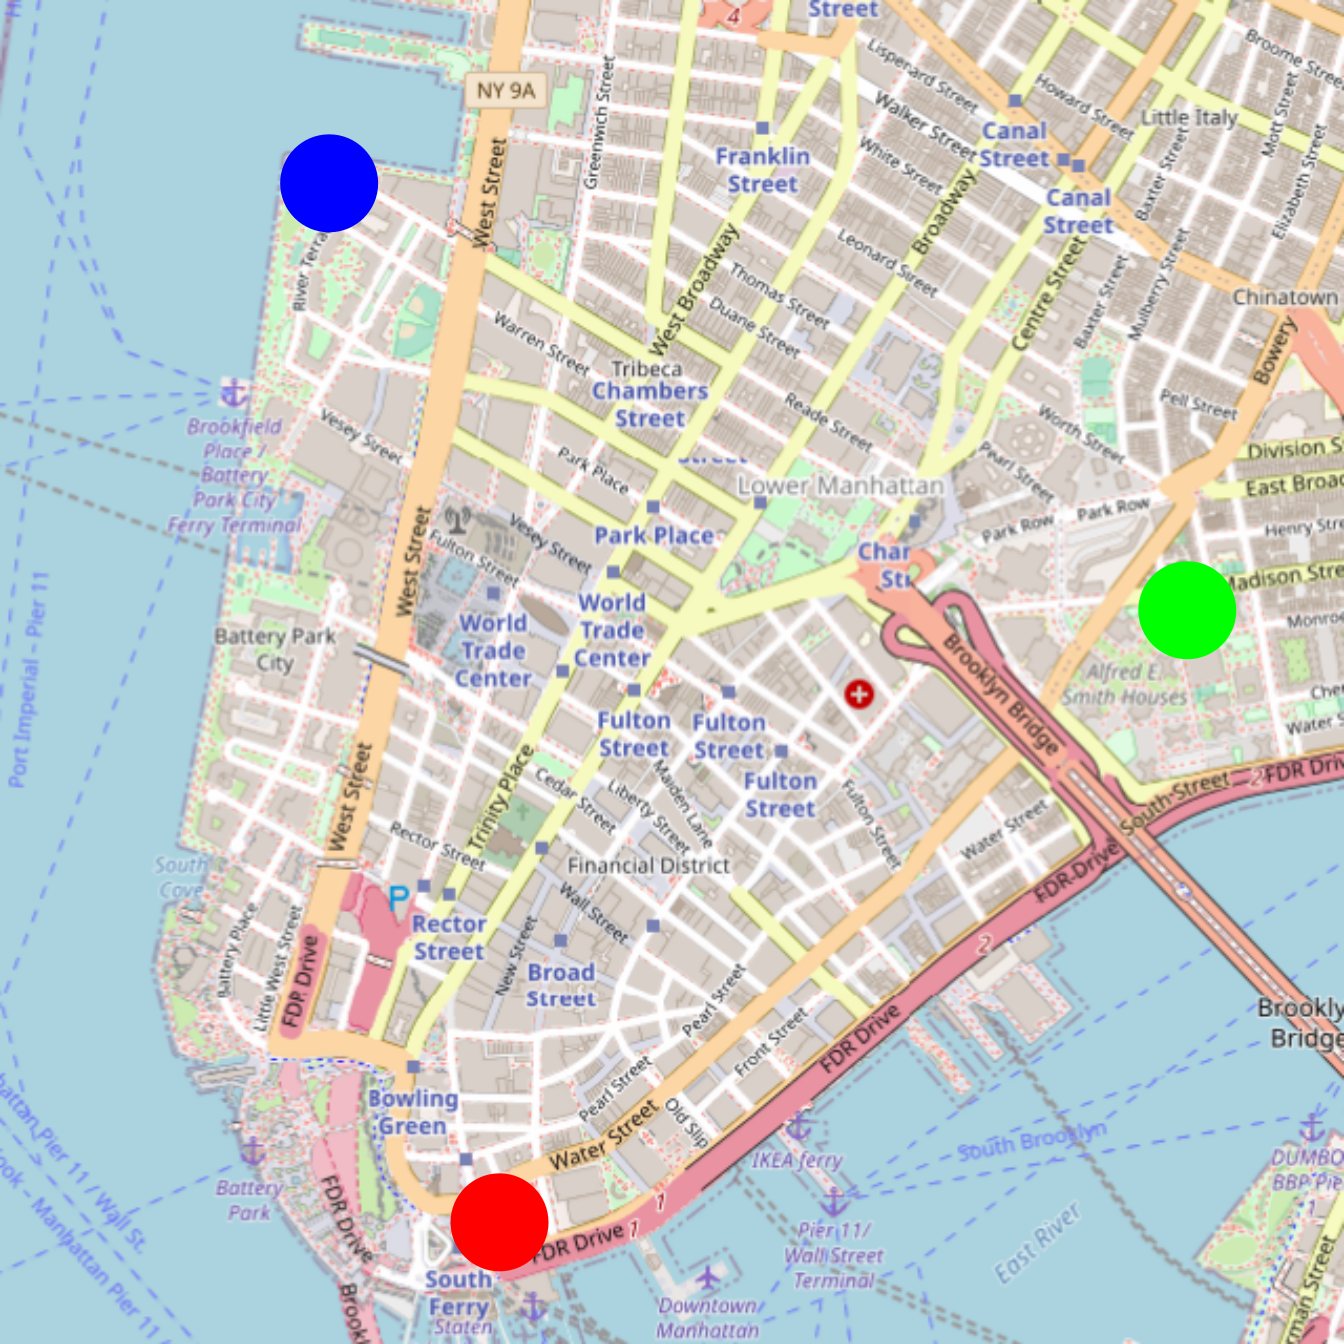 4
Street
NY 9A
Greenwich Street
West Street
Lispenard Street
Walker Street
White Street
Howard Street
Broome Stree
Little Italy
Mott Street
Elizabeth Street
Baxter Street
Canal
Street
Canal
Street
Franklin
Street
Broadway
Leonard Street
Centre Street
Baxter Street
Mulberry Street
Chinatown
Bowery
River Terra
West Broadway
Thomas Street
Duane Street
Warren Street
Tribeca
Chambers
Street
Reade Street
Pell Street
Worth Street
Pearl Street
Division S
East Broad
Henry Stre
Park Row
Park Row
Lower Manhattan
Street
Vesey Street
Park Place
Brookfield
Place /
Battery
Park City
Ferry Terminal
West Street
Fulton Street
Vesey Street
Park Place
Char
Str
Madison Stre
Monroe
World
Trade
Center
World
Trade
Center
Battery Park
City
Port Imperial - Pier 11
Brooklyn Bridge
Alfred E.
Smith Houses
Che
Water
Fulton
Street
Fulton
Street
Fulton
Street
West Street
Trinity Place
Cedar Street
Liberty Street
Maiden Lane
Fulton Street
Water Street
South Street
2
FDR Driv
FDR Drive
Rector Street
Financial District
South
Cove
P
Rector
Street
Wall Street
New Street
Broad
Street
Battery Place
Little West Street
FDR Drive
2
Pearl Street
Front Street
FDR Drive
Brookly
Bridge
Bowling
Green
Pearl Street
Old Slip
Water Street
IKEA ferry
South Brooklyn
DUMBO
BBP Pie
1
Battery
Park
FDR Drive
hattan, Pier 11 / Wall St.
ook - Manhattan Pier 11 /
Pier 11/
Wall Street
Terminal
East River
FDR Drive
1
1
South
Ferry
Staten
Downtown
Manhattan
Brookl
man Street